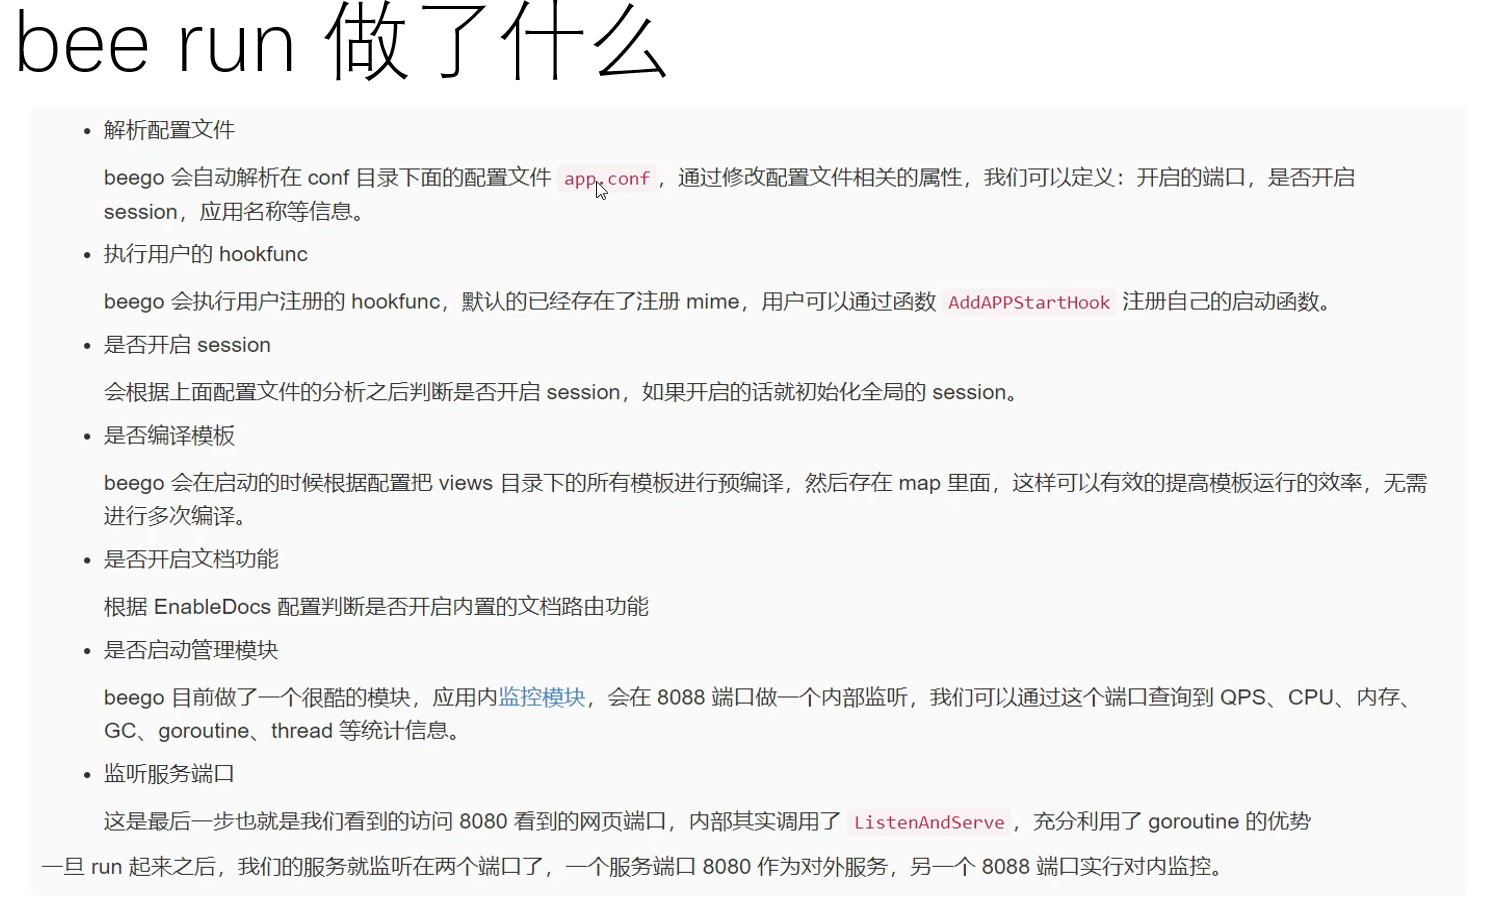 bee run 做了什么
• 解析配置文件
beego 会自动解析在 conf 目录下面的配置文件 app.conf，通过修改配置文件相关的属性，我们可以定义：开启的端口，是否开启
session，应用名称等信息。
• 执行用户的 hookfunc
beego 会执行用户注册的 hookfunc，默认的已经存在了注册 mime，用户可以通过函数 AddAPPStartHook 注册自己的启动函数。
• 是否开启 session
会根据上面配置文件的分析之后判断是否开启 session，如果开启的话就初始化全局的 session。
• 是否编译模板
beego 会在启动的时候根据配置把 views 目录下的所有模板进行预编译，然后存在 map 里面，这样可以有效的提高模板运行的效率，无需
进行多次编译。
• 是否开启文档功能
根据 EnableDocs 配置判断是否开启内置的文档路由功能
• 是否启动管理模块
beego 目前做了一个很酷的模块，应用内监控模块，会在 8088 端口做一个内部监听，我们可以通过这个端口查询到 QPS、CPU、内存、
GC、goroutine、thread 等统计信息。
• 监听服务端口
这是最后一步也就是我们看到的访问 8080 看到的网页端口，内部其实调用了 ListenAndServe，充分利用了 goroutine 的优势
一旦 run 起来之后，我们的服务就监听在两个端口了，一个服务端口 8080 作为对外服务，另一个 8088 端口实行对内监控。